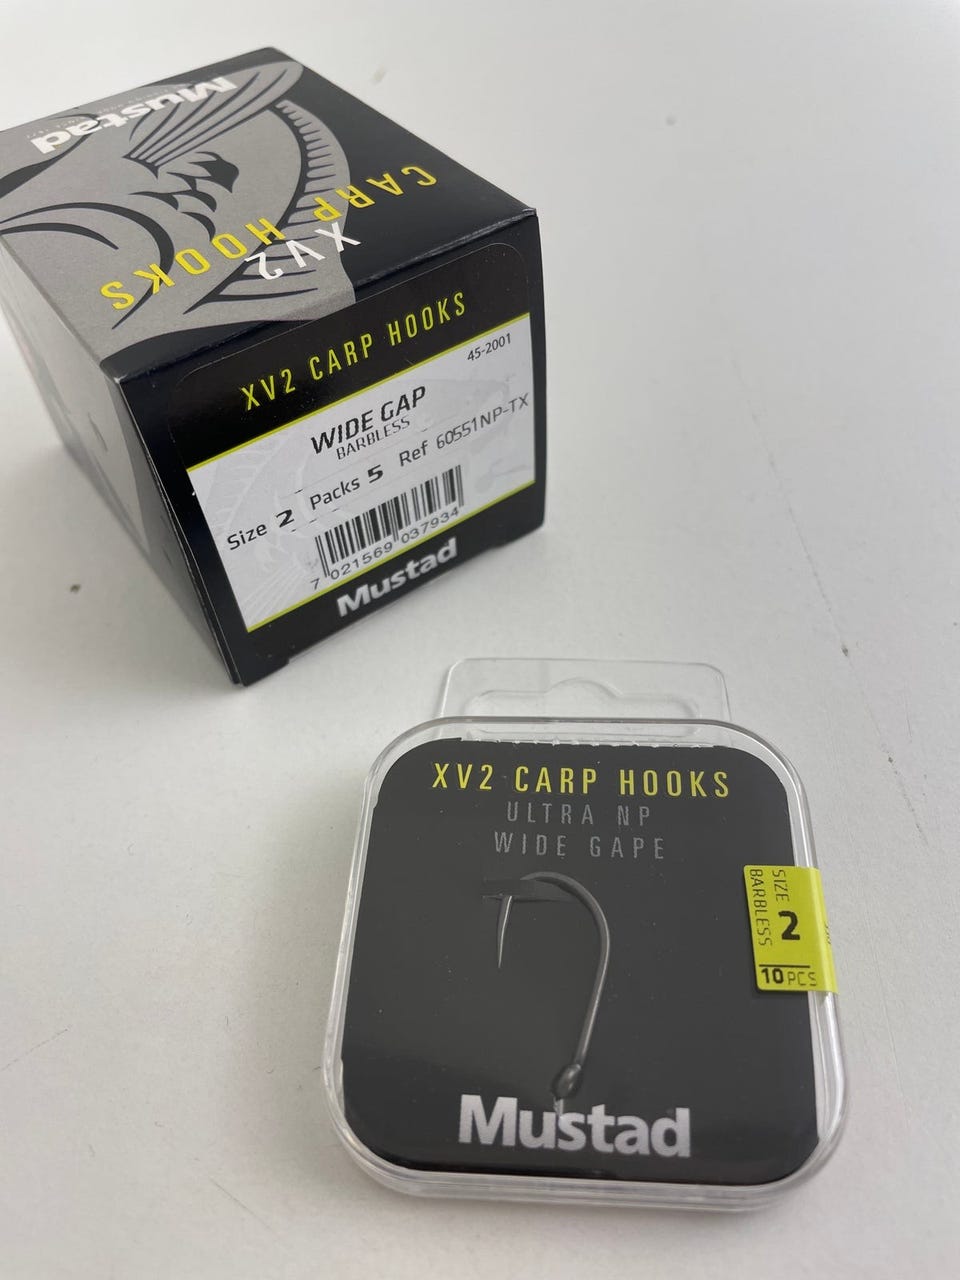 Mustad
CARP HOOKS
XV2
XV2 CARP HOOKS
45-2001
WIDE GAP
BARBLESS
Size 2 Packs 5 Ref 60551NP-TX
7 021569 037934
Mustad
XV2 CARP HOOKS
ULTRA NP
WIDE GAPE
SIZE 2
BARBLESS
10 PCS
Mustad